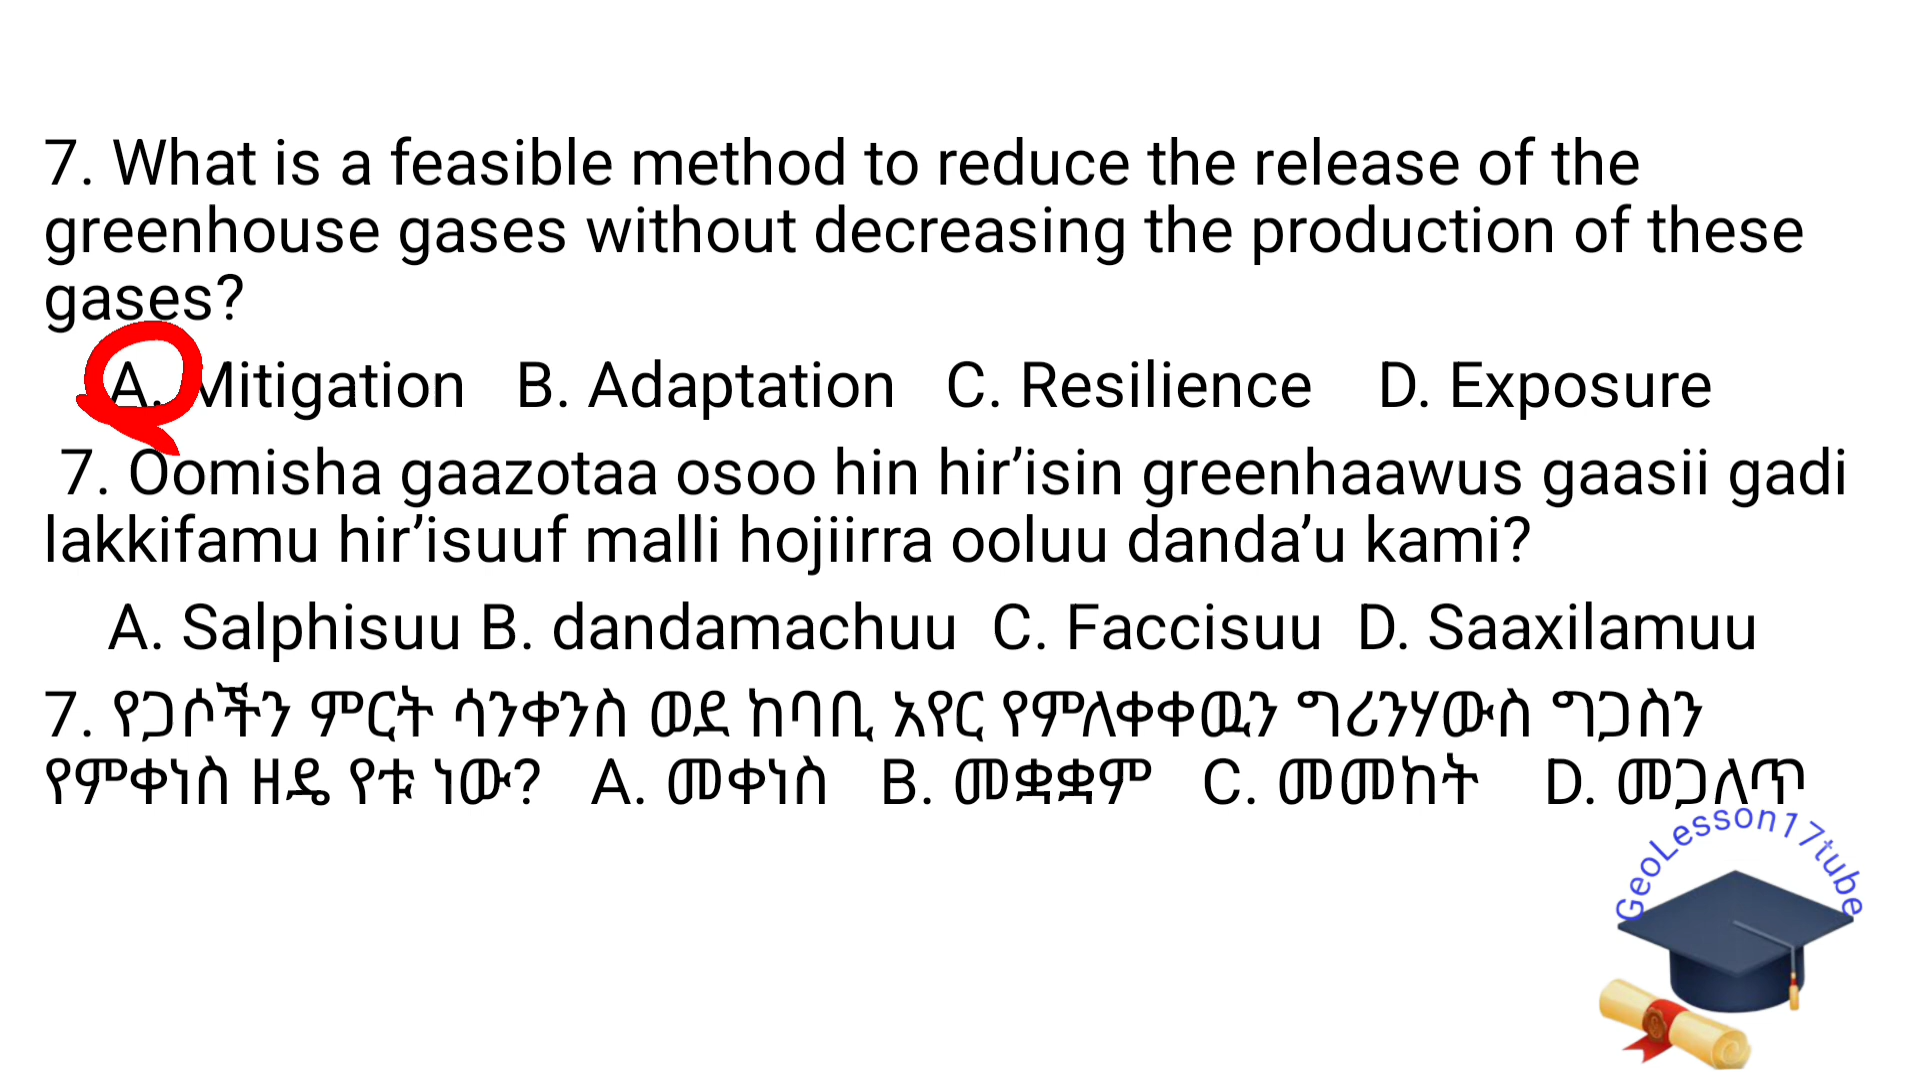 7. What is a feasible method to reduce the release of the
greenhouse gases without decreasing the production of these
gases?
A. Mitigation B. Adaptation C. Resilience D. Exposure
7. Oomisha gaazotaa osoo hin hir’isin greenhaawus gaasii gadi
lakkifamu hir’isuuf malli hojiirra ooluu danda’u kami?
A. Salphisuu B. dandamachuu C. Faccisuu D. Saaxilamuu
7. የጋሶችን ምርት ሳንቀንስ ወደ ከባቢ አየር የምለቀቀዉን ግሪንሃውስ ግጋስን
የምቀነስ ዘዴ የቱ ነው? A. መቀነስ B. መቋቋም C. መመከት D. መጋለጥ
GeoLesson17tube